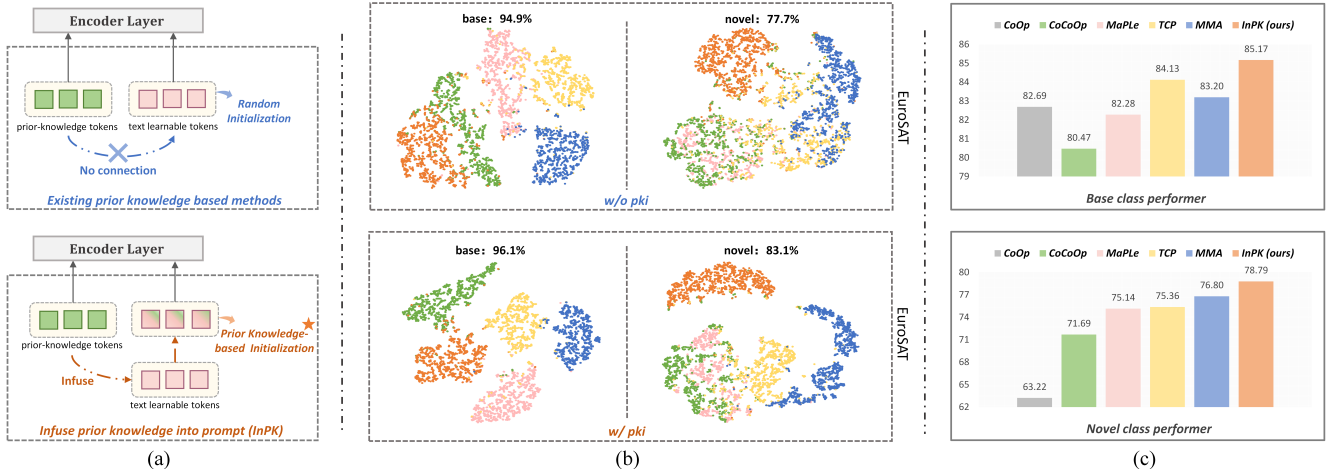 Encoder Layer
prior-knowledge tokens
text learnable tokens
Random
Initialization
No connection
Existing prior knowledge based methods
Encoder Layer
prior-knowledge tokens
Prior Knowledge-
based Initialization
Infuse
text learnable tokens
Infuse prior knowledge into prompt (InPK)
(a)
base: 94.9%
novel: 77.7%
EuroSAT
w/o pki
base: 96.1%
novel: 83.1%
EuroSAT
w/ pki
(b)
CoOp CoCoOp MaPLe TCP MMA InPK (ours)
86
85
84
83
82
81
80
79
82.69
80.47
82.28
84.13
83.20
85.17
Base class performer
CoOp CoCoOp MaPLe TCP MMA InPK (ours)
80
77
74
71
68
65
62
63.22
71.69
75.14
75.36
76.80
78.79
Novel class performer
(c)